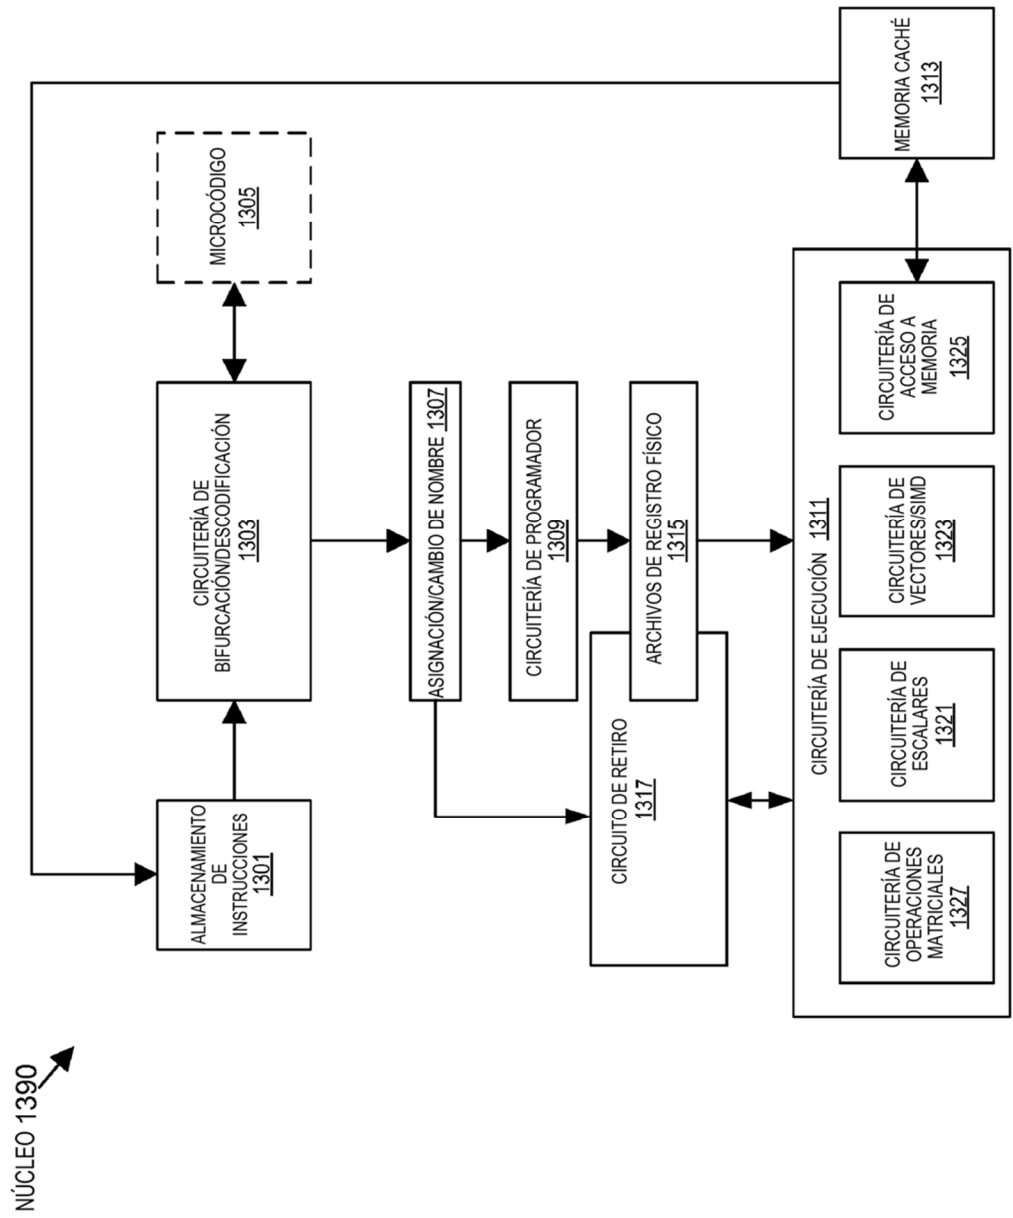 NÚCLEO 1390
ALMACENAMIENTO
DE
INSTRUCCIONES
1301
CIRCUITERÍA DE
BIFURCACIÓN/DESCODIFICACIÓN
1303
MICROCÓDIGO
1305
ASIGNACIÓN/CAMBIO DE NOMBRE 1307
CIRCUITERÍA DE PROGRAMADOR
1309
CIRCUITO DE RETIRO
1317
ARCHIVOS DE REGISTRO FÍSICO
1315
CIRCUITERÍA DE EJECUCIÓN 1311
CIRCUITERÍA DE
OPERACIONES
MATRICIALES
1327
CIRCUITERÍA DE
ESCALARES
1321
CIRCUITERÍA DE
VECTORES/SIMD
1323
CIRCUITERÍA DE
ACCESO A
MEMORIA
1325
MEMORIA CACHÉ
1313